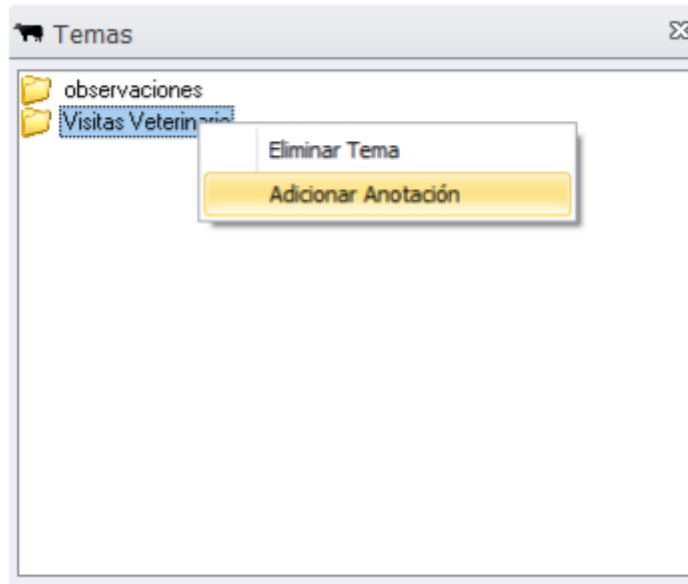 Temas
observaciones
Visitas Veterinario
Eliminar Tema
Adicionar Anotación